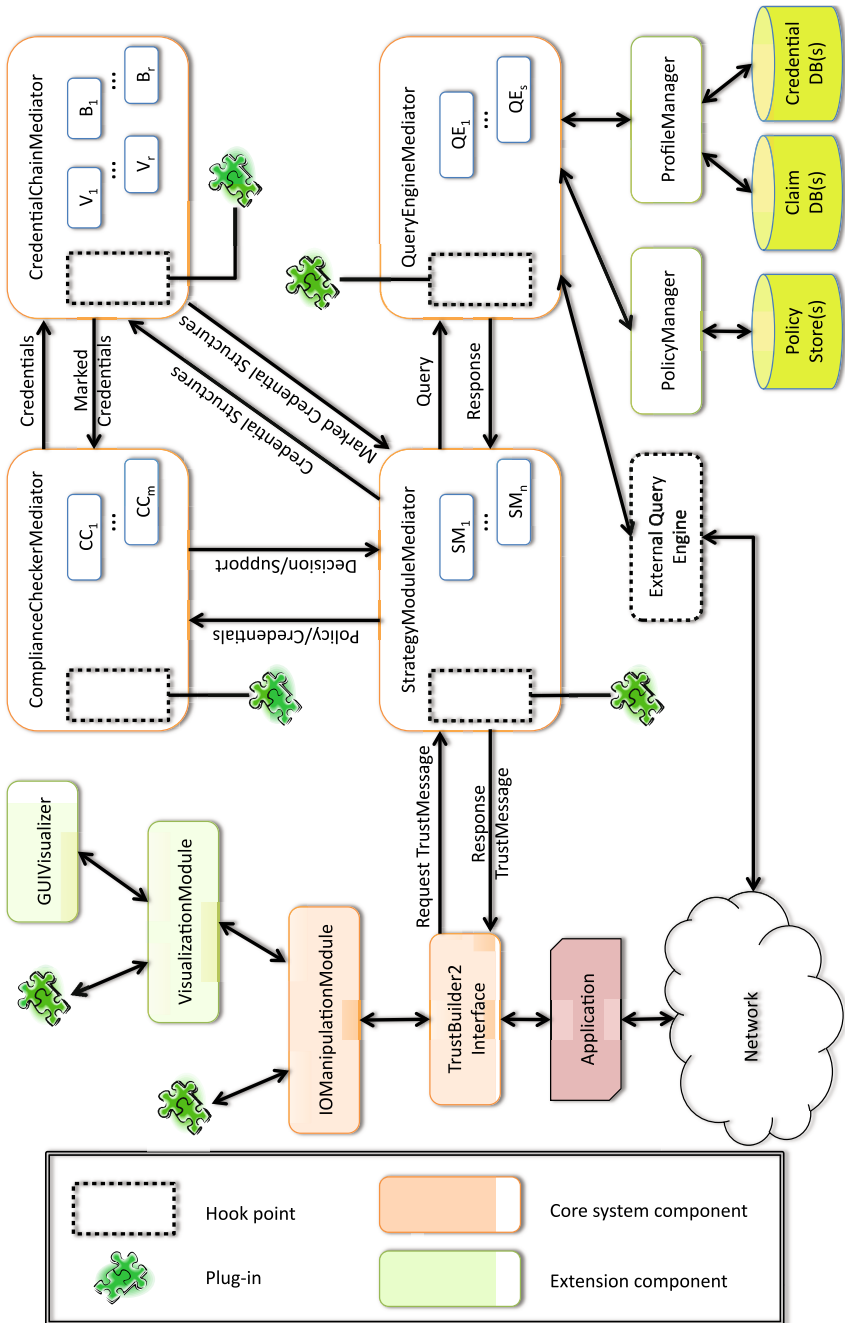 GUIVisualizer
VisualizationModule
IOManipulationModule
TrustBuilder2
Interface
Application
Network
Request TrustMessage
Response
TrustMessage
ComplianceCheckerMediator
CC1
...
CCm
Policy/Credentials
Decision/Support
StrategyModuleMediator
SM1
...
SMn
Credentials
Marked
Credentials
Credential Structures
Marked Credential Structures
Query
Response
CredentialChainMediator
V1
...
Vr
B1
...
Br
QueryEngineMediator
QE1
...
QEs
External Query
Engine
PolicyManager
ProfileManager
Policy
Store(s)
Claim
DB(s)
Credential
DB(s)
Hook point
Plug-in
Core system component
Extension component